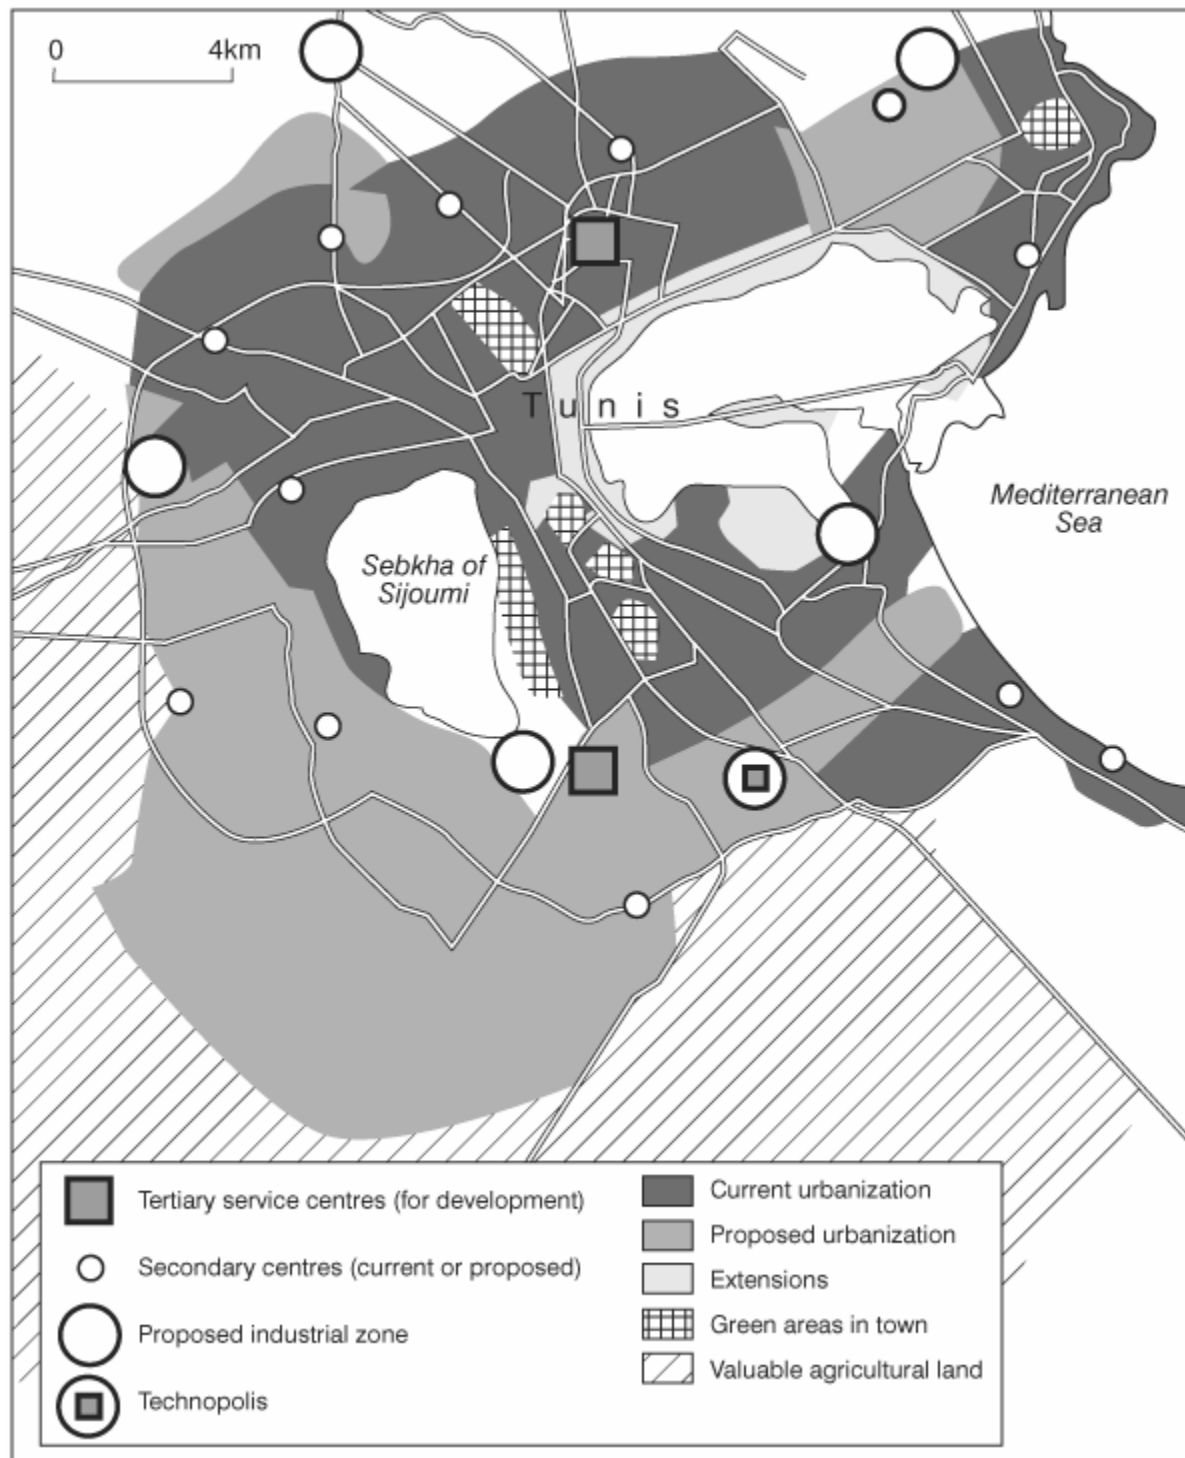 0 4km
Tunis
Mediterranean
Sea
Sebkha of
Sijoumi
Tertiary service centres (for development)
Secondary centres (current or proposed)
Proposed industrial zone
Technopolis
Current urbanization
Proposed urbanization
Extensions
Green areas in town
Valuable agricultural land